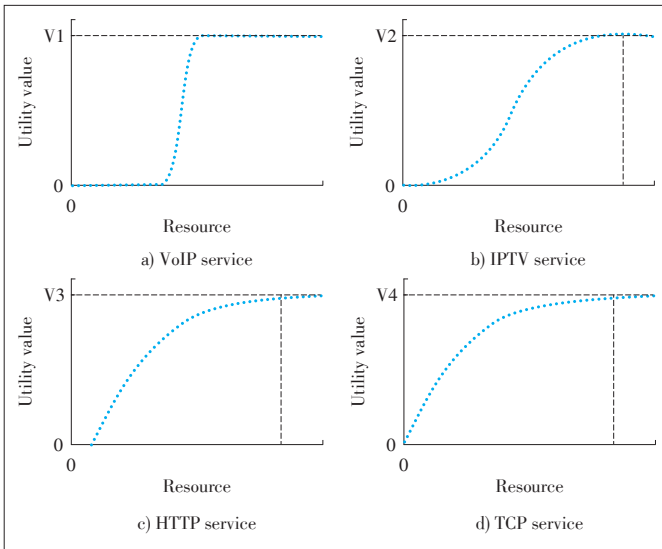 V1
Utility value
0
0
Resource
a) VoIP service
V2
Utility value
0
0
Resource
b) IPTV service
V3
Utility value
0
0
Resource
c) HTTP service
V4
Utility value
0
0
Resource
d) TCP service